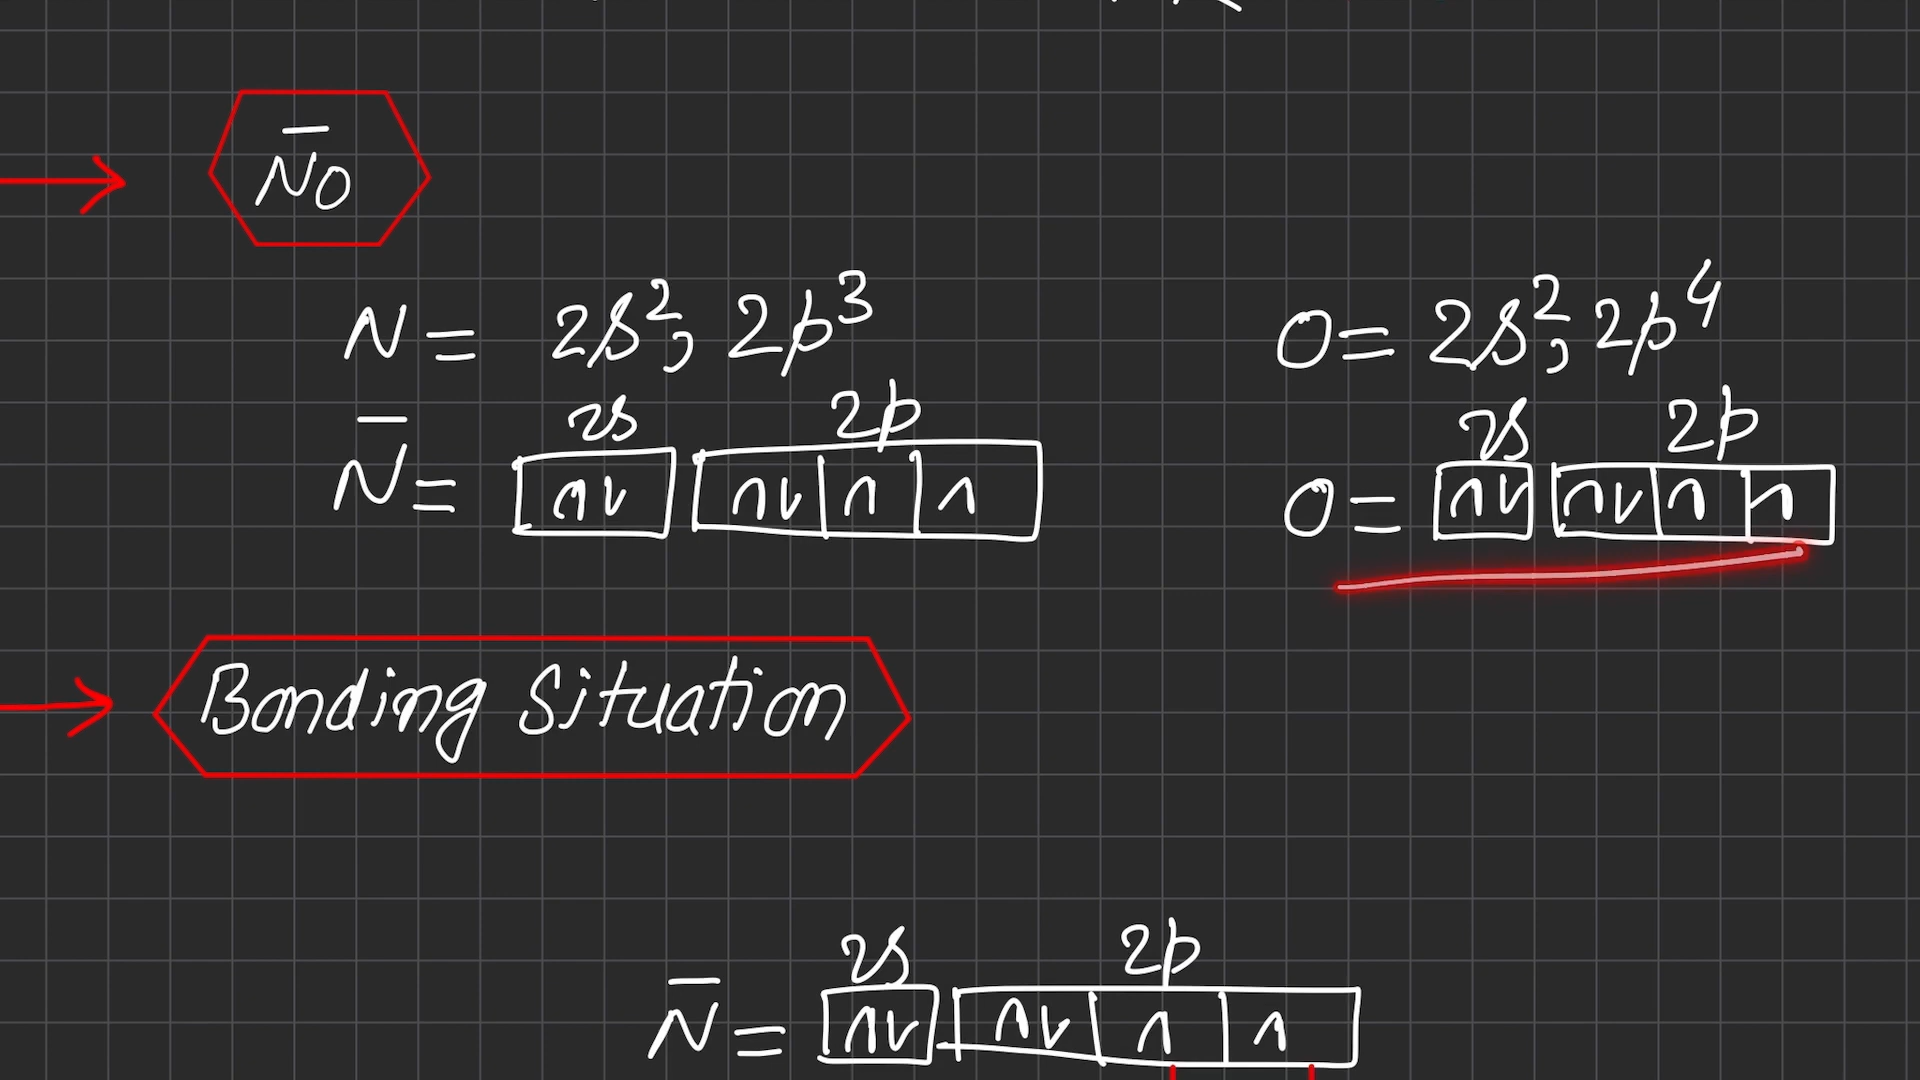 N̄O
N = 2s², 2p³
O = 2s², 2p⁴
2s 2p
2s 2p
N̄ =
O =
Bonding Situation
2s 2p
N̄ =